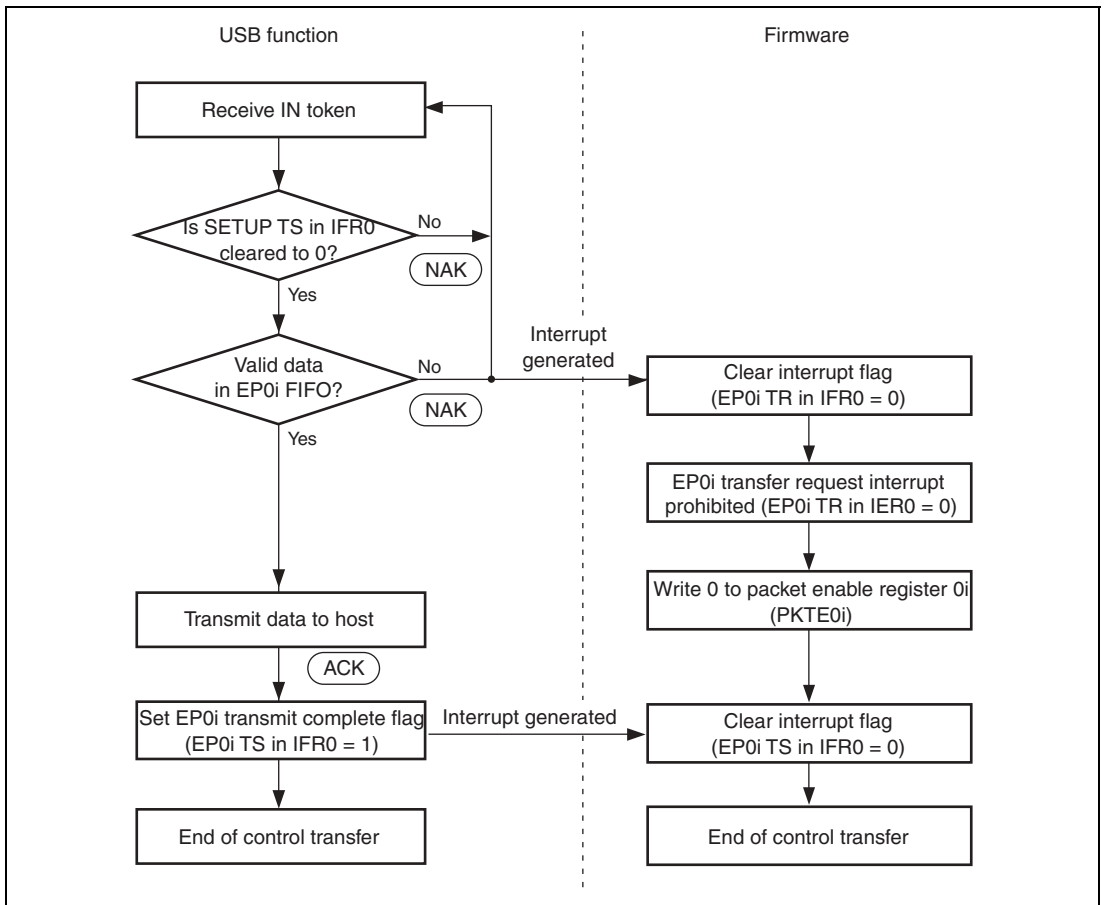 USB function
Firmware
Receive IN token
Is SETUP TS in IFR0
cleared to 0?
No
NAK
Yes
Valid data
in EP0i FIFO?
No
NAK
Yes
Interrupt
generated
Clear interrupt flag
(EP0i TR in IFR0 = 0)
EP0i transfer request interrupt
prohibited (EP0i TR in IER0 = 0)
Write 0 to packet enable register 0i
(PKTE0i)
Transmit data to host
ACK
Set EP0i transmit complete flag
(EP0i TS in IFR0 = 1)
Interrupt generated
Clear interrupt flag
(EP0i TS in IFR0 = 0)
End of control transfer
End of control transfer